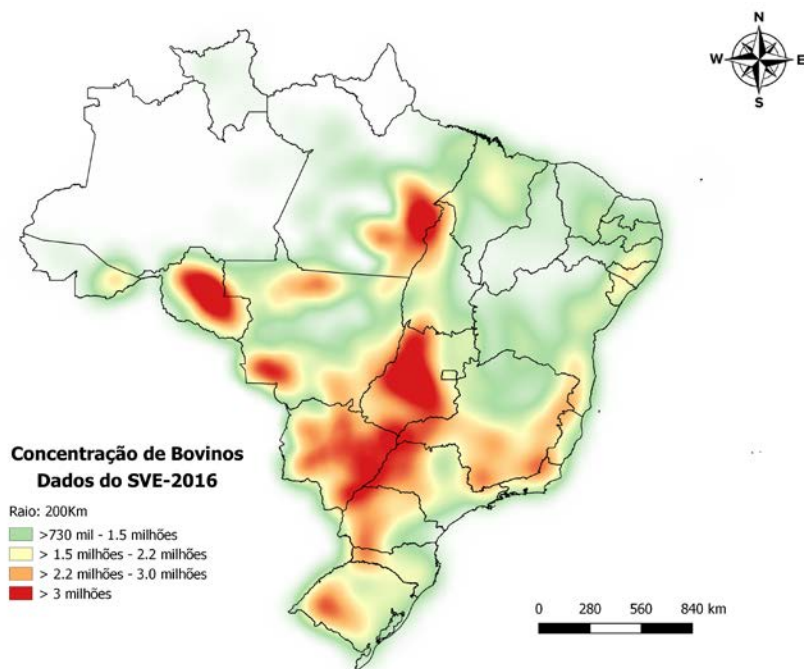 N
W E
S
Concentração de Bovinos
Dados do SVE-2016
Raio: 200Km
>730 mil - 1.5 milhões
> 1.5 milhões - 2.2 milhões
> 2.2 milhões - 3.0 milhões
> 3 milhões
0 280 560 840 km